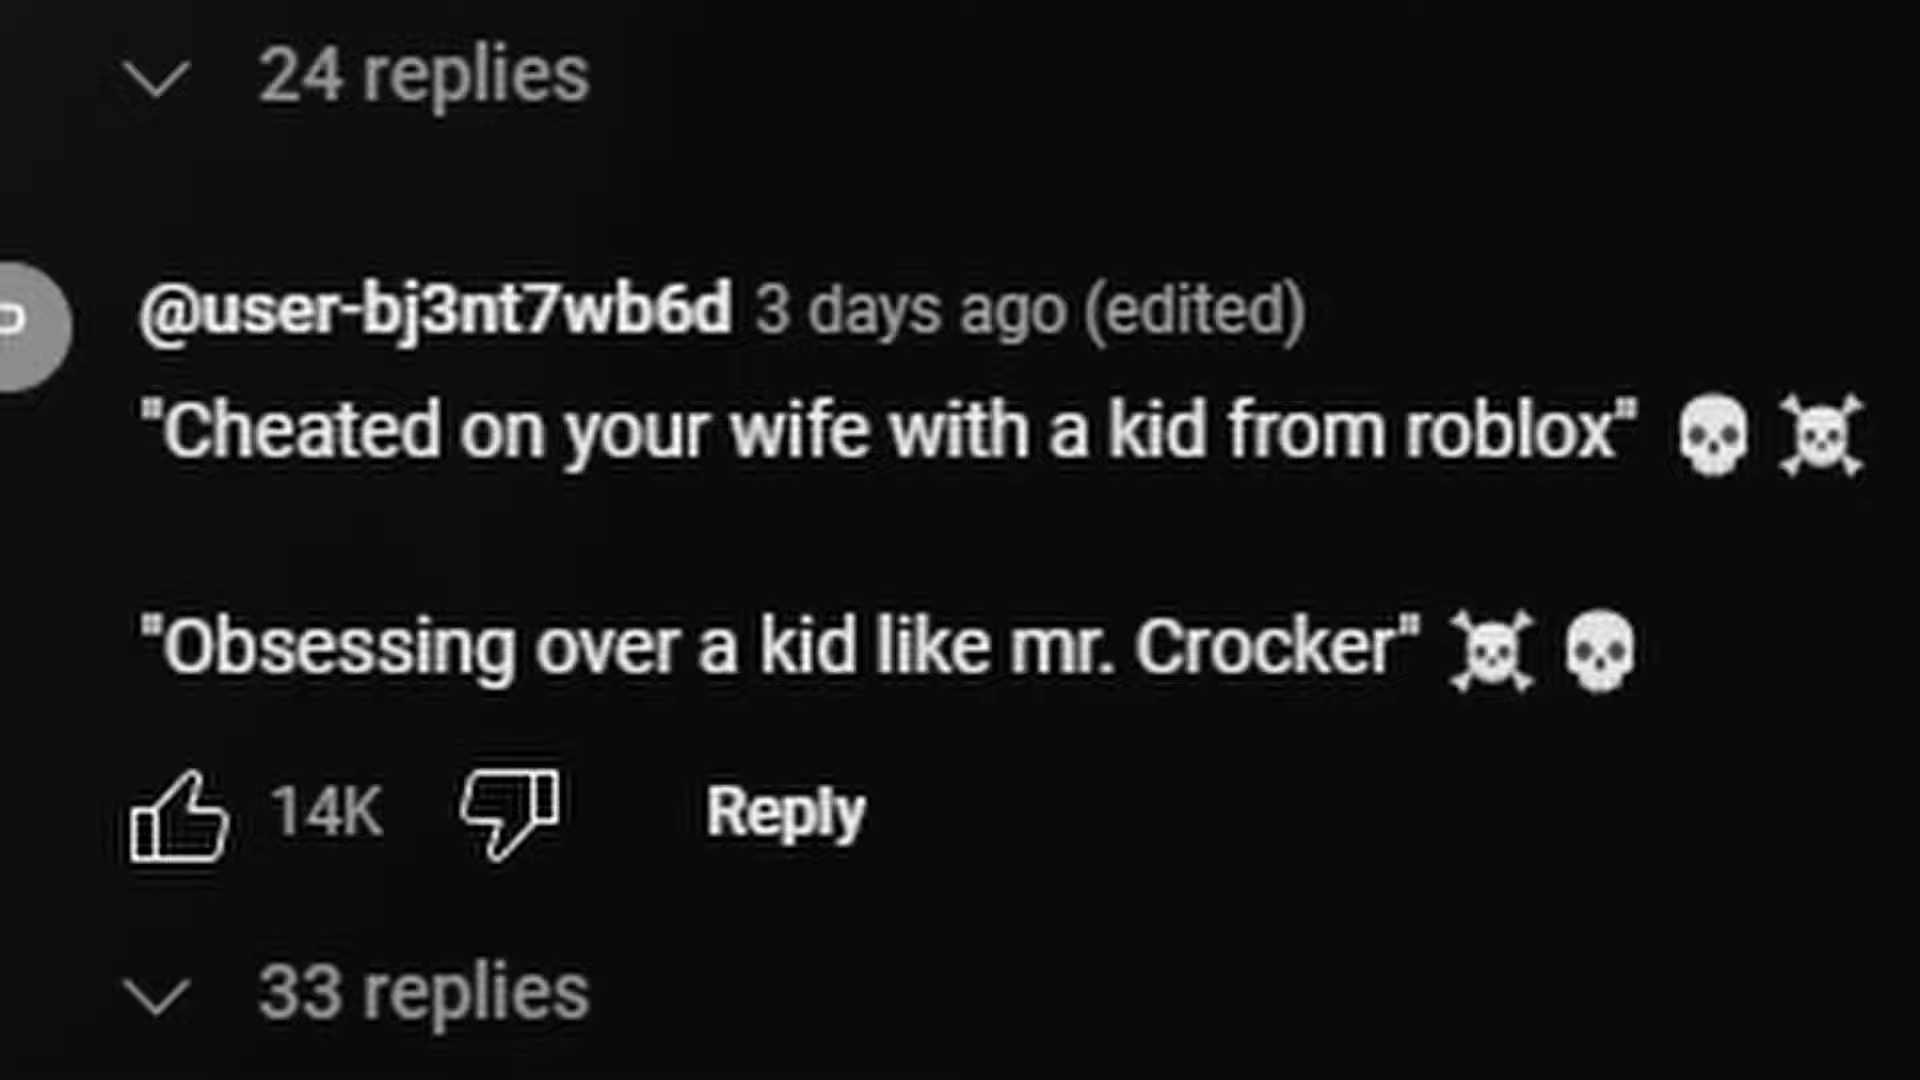 24 replies
@user-bj3nt7wb6d 3 days ago (edited)
"Cheated on your wife with a kid from roblox" 💀 ☠️
"Obsessing over a kid like mr. Crocker" ☠️ 💀
14K Reply
33 replies